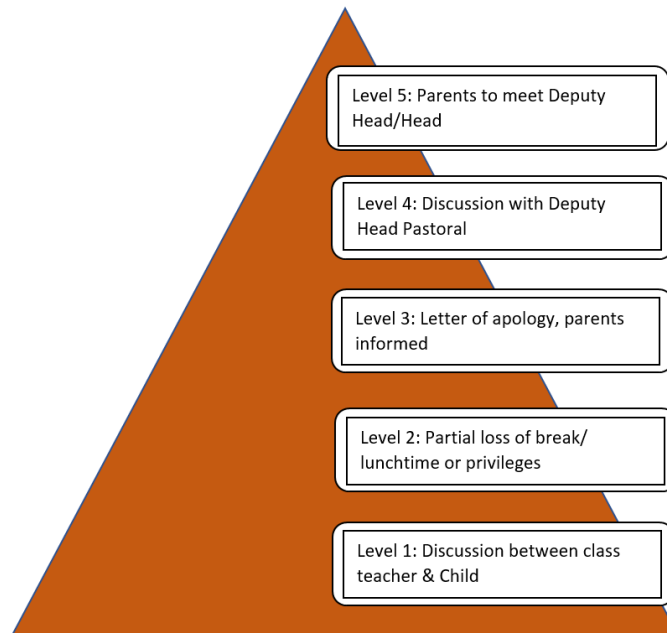 Level 5: Parents to meet Deputy
Head/Head
Level 4: Discussion with Deputy
Head Pastoral
Level 3: Letter of apology, parents
informed
Level 2: Partial loss of break/
lunchtime or privileges
Level 1: Discussion between class
teacher & Child